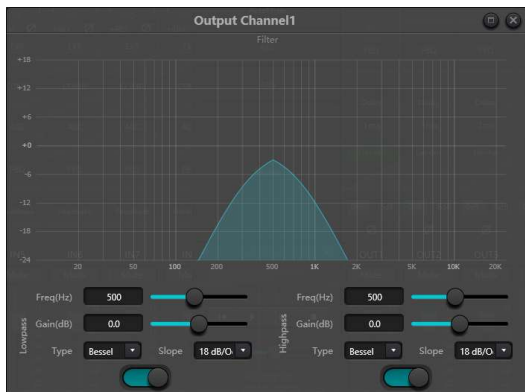 Output Channel1
Filter
+18
+12
+6
+0
-6
-12
-18
-24
20 50 100 200 500 1K 2K 5K 10K 20K
Lowpass
Freq(Hz) 500
Gain(dB) 0.0
Type Bessel Slope 18 dB/O
Highpass
Freq(Hz) 500
Gain(dB) 0.0
Type Bessel Slope 18 dB/O